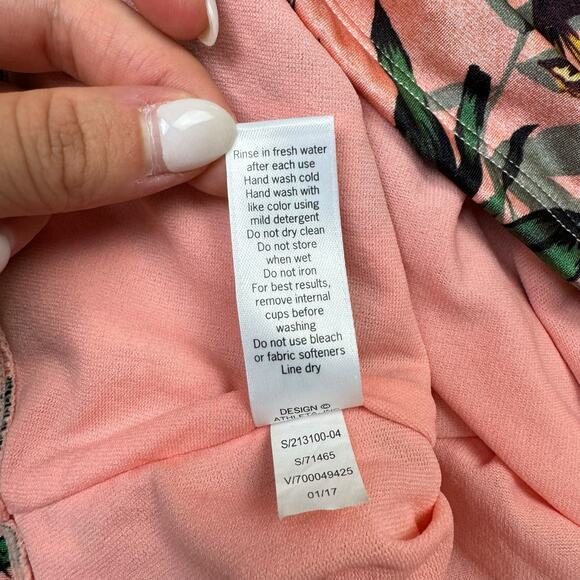 Rinse in fresh water
after each use
Hand wash cold
Hand wash with
like color using
mild detergent
Do not dry clean
Do not store
when wet
Do not iron
For best results,
remove internal
cups before
washing
Do not use bleach
or fabric softeners
Line dry
DESIGN ©
ATHLETA, INC.
S/213100-04
S/71465
V/700049425
01/17